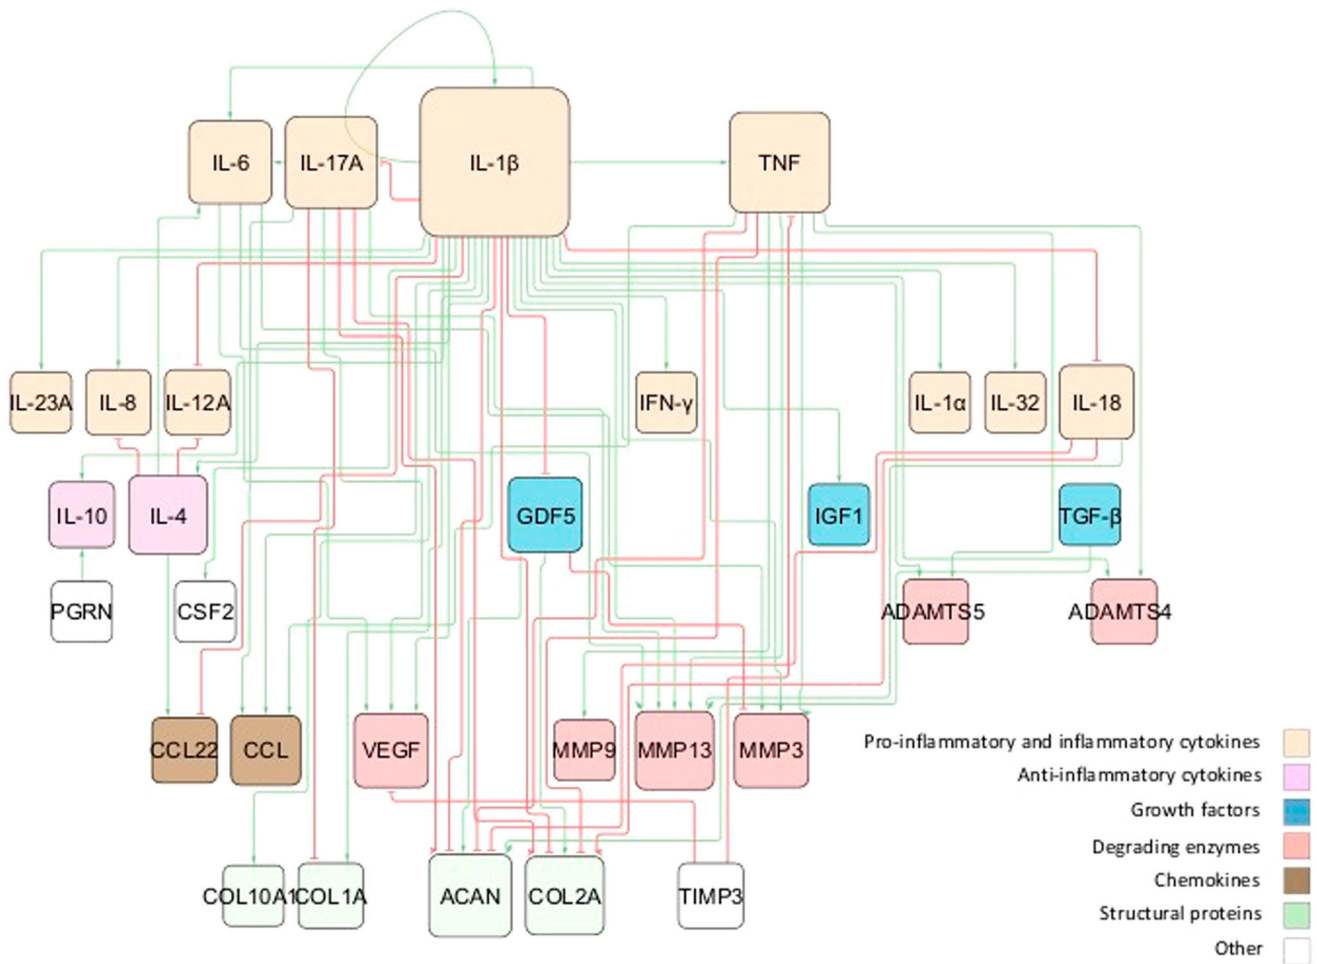 IL-6
IL-17A
IL-1β
TNF
IL-23A
IL-8
IL-12A
IFN-γ
IL-1α
IL-32
IL-18
IL-10
IL-4
GDF5
IGF1
TGF-β
PGRN
CSF2
ADAMTS5
ADAMTS4
CCL22
CCL
VEGF
MMP9
MMP13
MMP3
COL10A1
COL1A
ACAN
COL2A
TIMP3
Pro-inflammatory and inflammatory cytokines
Anti-inflammatory cytokines
Growth factors
Degrading enzymes
Chemokines
Structural proteins
Other